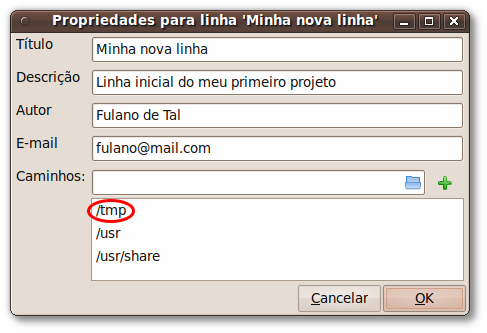 Propriedades para linha 'Minha nova linha'
Título Minha nova linha
Descrição Linha inicial do meu primeiro projeto
Autor Fulano de Tal
E-mail fulano@mail.com
Caminhos:
/tmp
/usr
/usr/share
Cancelar OK